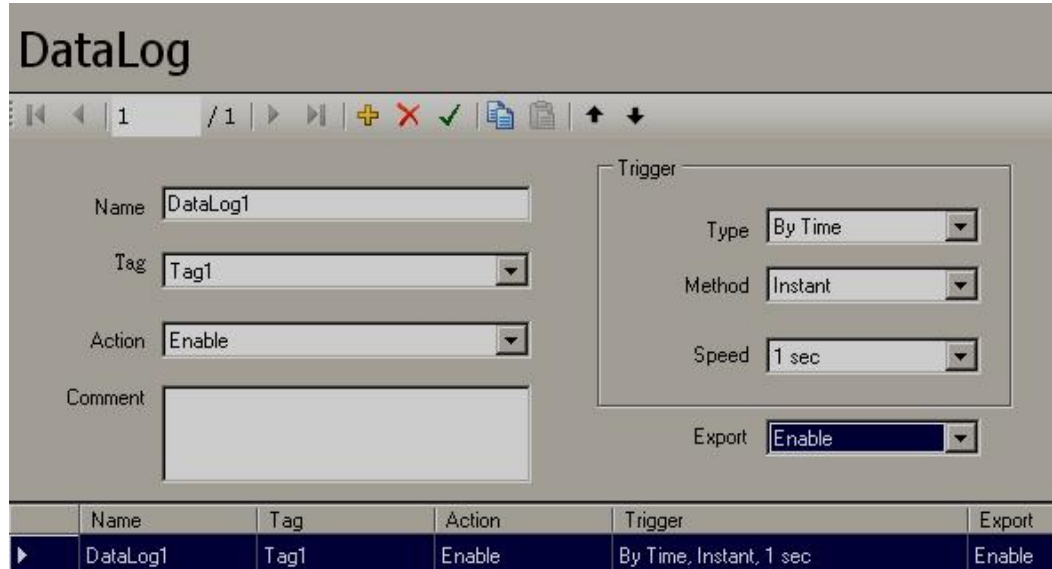 DataLog
1 / 1
Name DataLog1
Tag Tag1
Action Enable
Comment
Trigger
Type By Time
Method Instant
Speed 1 sec
Export Enable
Name Tag Action Trigger Export
DataLog1 Tag1 Enable By Time, Instant, 1 sec Enable